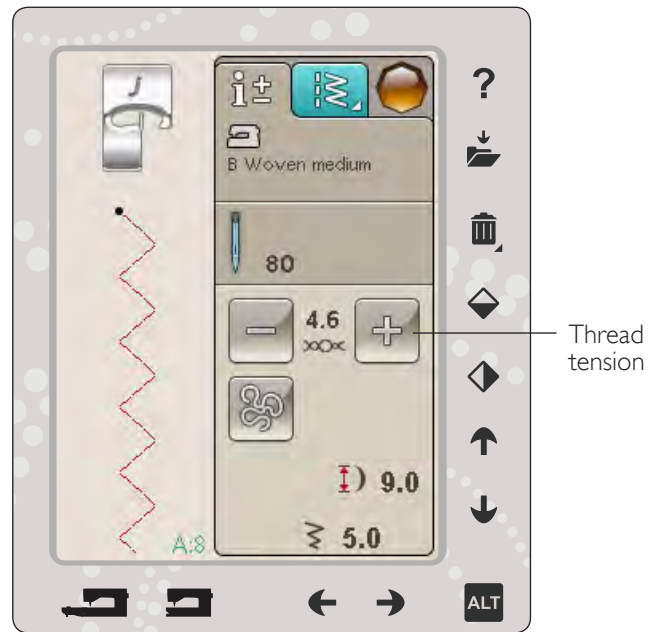 J
i±
?
B Woven medium
80
4.6
Thread
tension
9.0
A:8
5.0
ALT